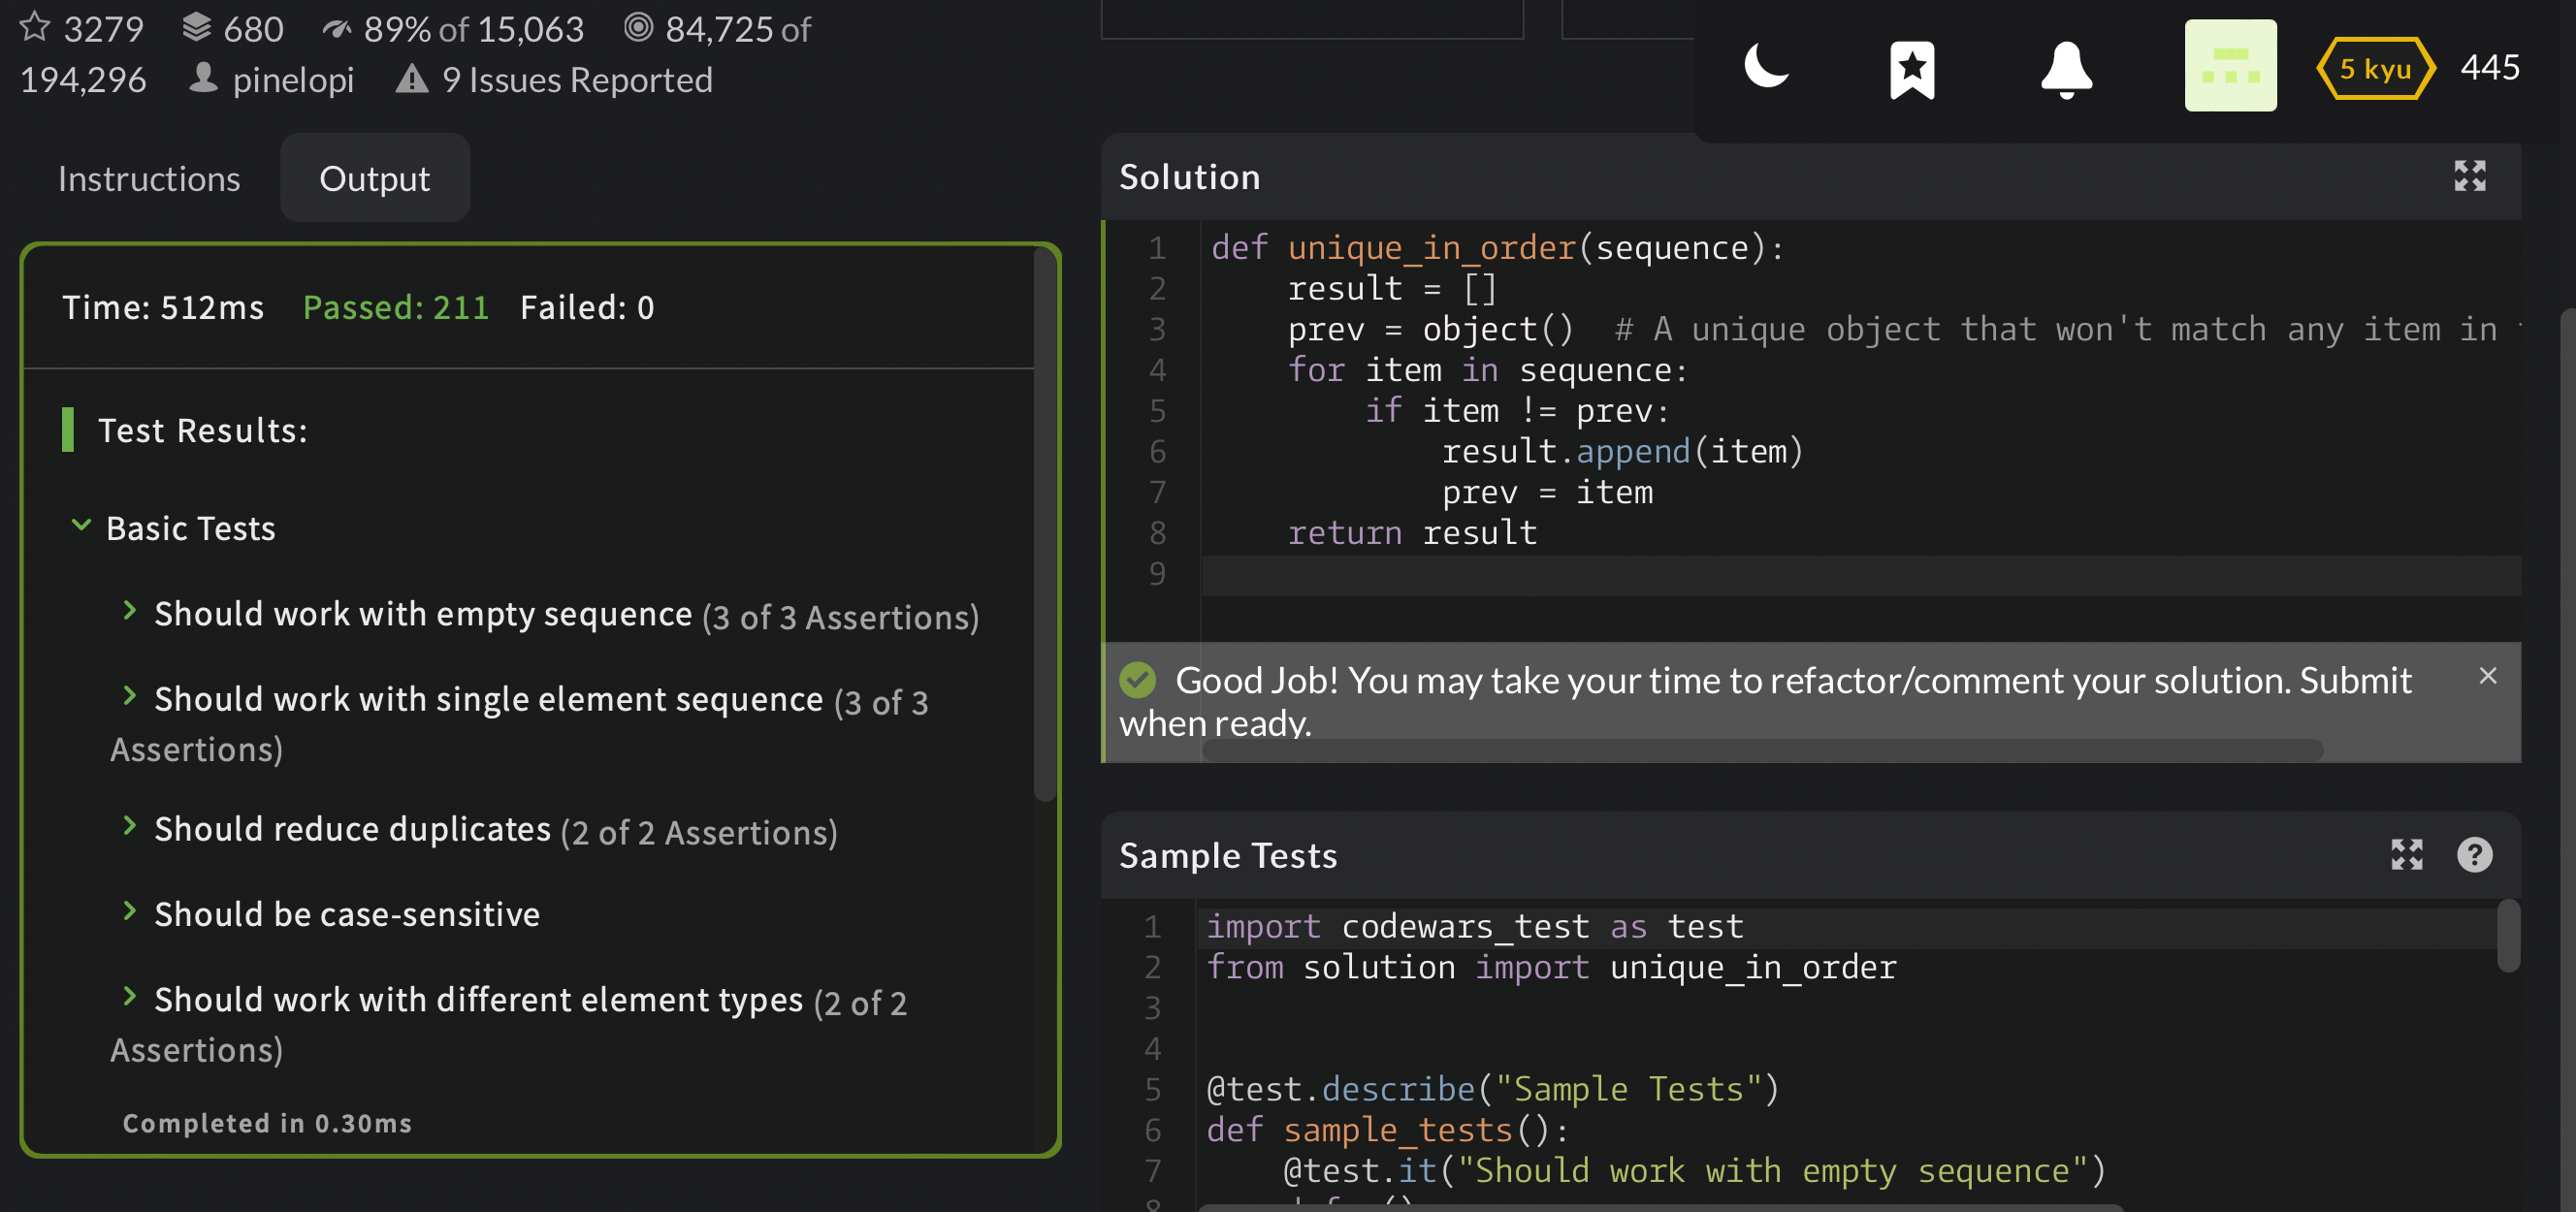 3279 680 89% of 15,063 84,725 of
194,296 pinelopi 9 Issues Reported
5 kyu 445
Instructions Output
Time: 512ms Passed: 211 Failed: 0
Test Results:
Basic Tests
Should work with empty sequence (3 of 3 Assertions)
Should work with single element sequence (3 of 3
Assertions)
Should reduce duplicates (2 of 2 Assertions)
Should be case-sensitive
Should work with different element types (2 of 2
Assertions)
Completed in 0.30ms
Solution
1 def unique_in_order(sequence):
2     result = []
3     prev = object()  # A unique object that won't match any item in
4     for item in sequence:
5         if item != prev:
6             result.append(item)
7             prev = item
8     return result
9
Good Job! You may take your time to refactor/comment your solution. Submit
when ready.
Sample Tests
1 import codewars_test as test
2 from solution import unique_in_order
3
4
5 @test.describe("Sample Tests")
6 def sample_tests():
7     @test.it("Should work with empty sequence")
8